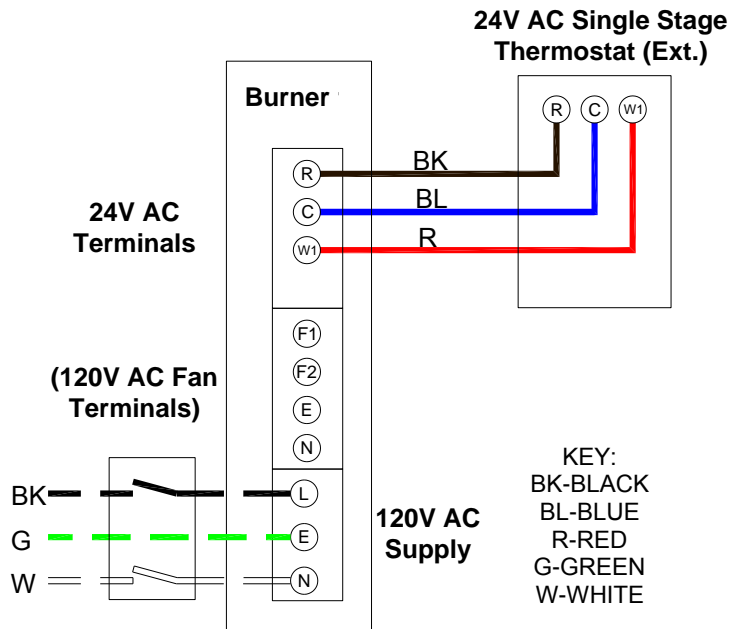 24V AC Single Stage
Thermostat (Ext.)
Burner
R C W1
R
BK
C
BL
W1
R
24V AC
Terminals
F1
F2
E
N
(120V AC Fan
Terminals)
BK
L
G
E
W
N
120V AC
Supply
KEY:
BK-BLACK
BL-BLUE
R-RED
G-GREEN
W-WHITE